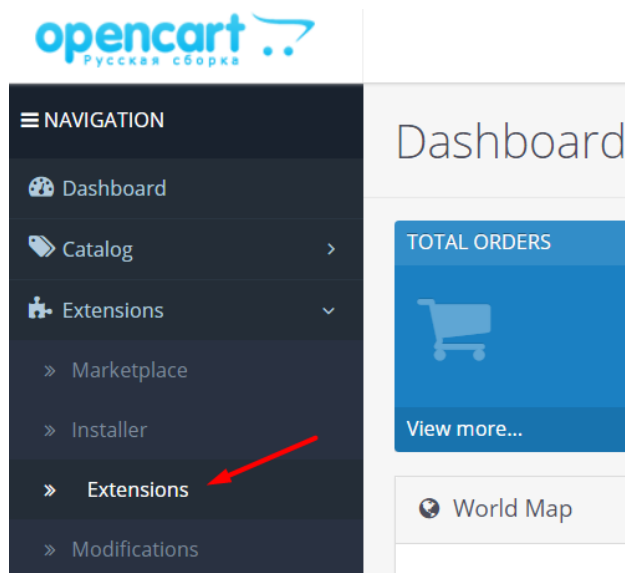 opencart
Русская сборка
NAVIGATION
Dashboard
Catalog
Extensions
Marketplace
Installer
Extensions
Modifications
Dashboard
TOTAL ORDERS
View more...
World Map